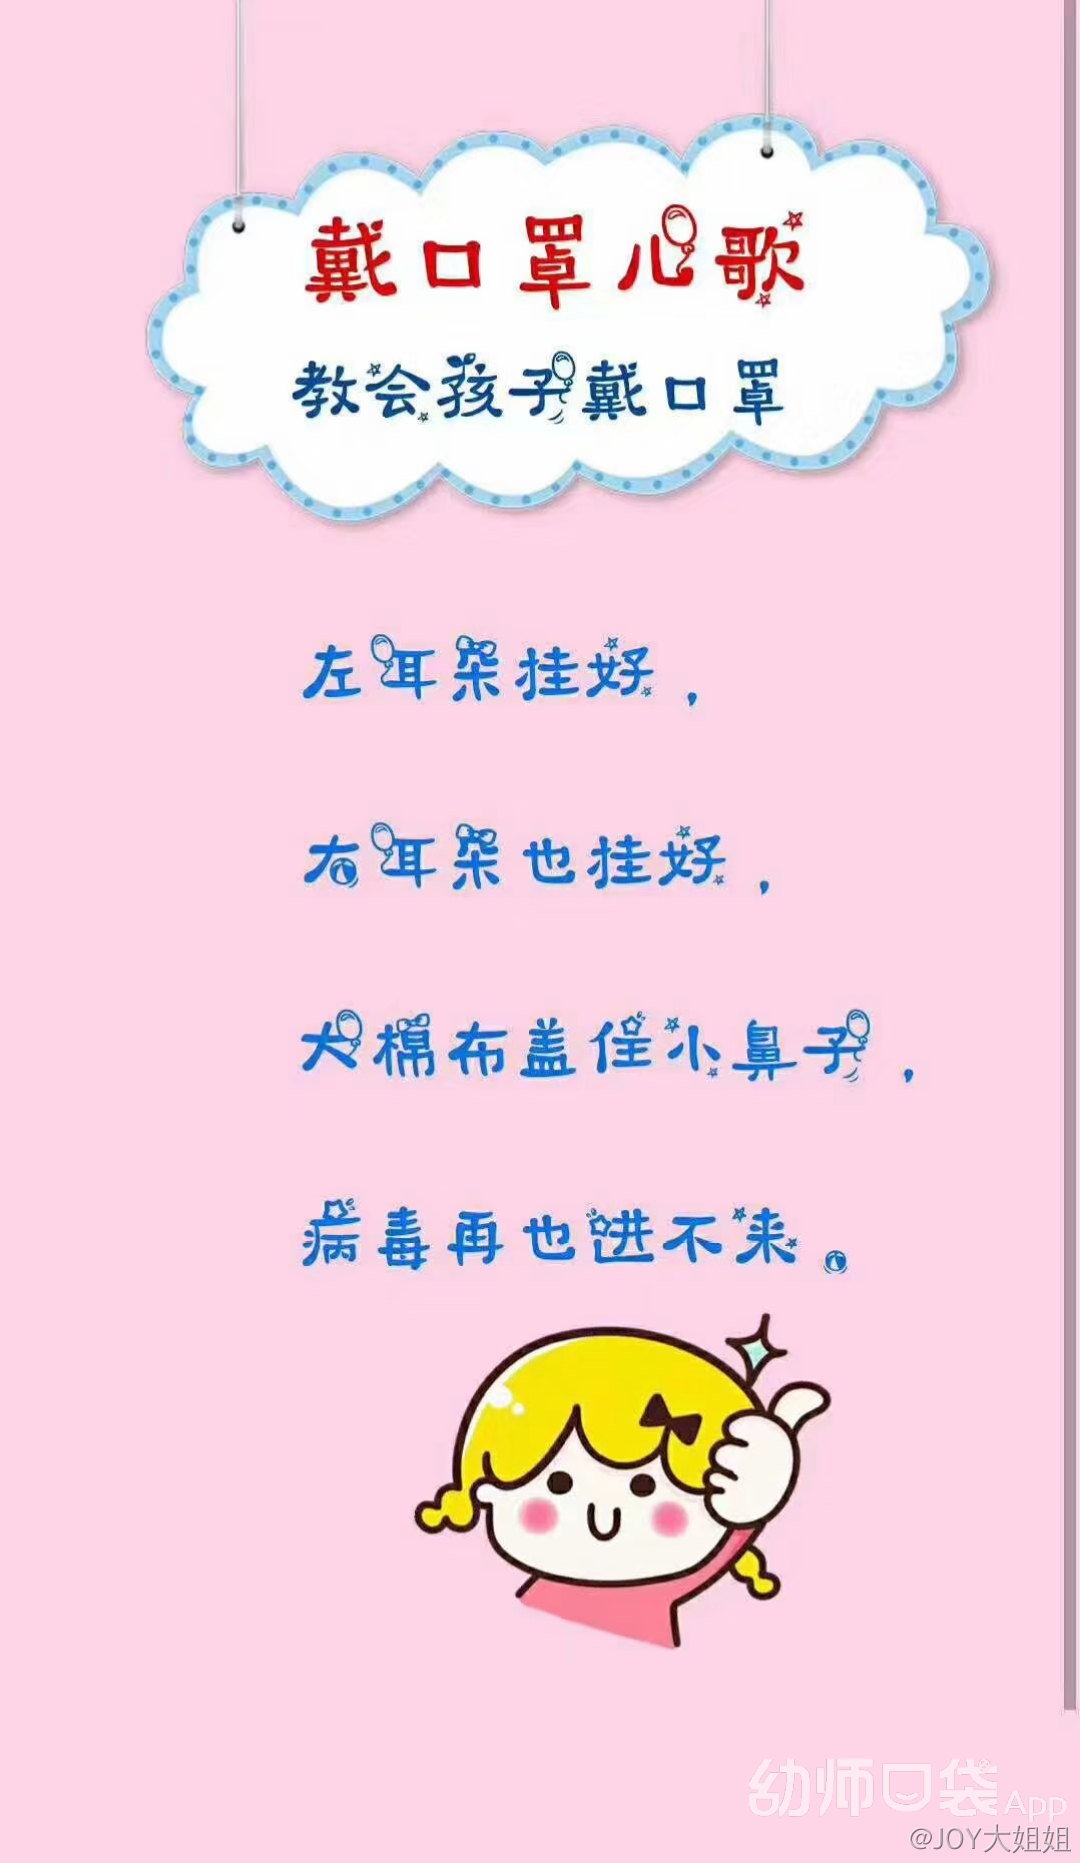 戴口罩儿歌
教会孩子戴口罩
左耳朵挂好，
右耳朵也挂好，
大棉布盖住小鼻子，
病毒再也进不来。
幼师口袋App
@JOY大姐姐